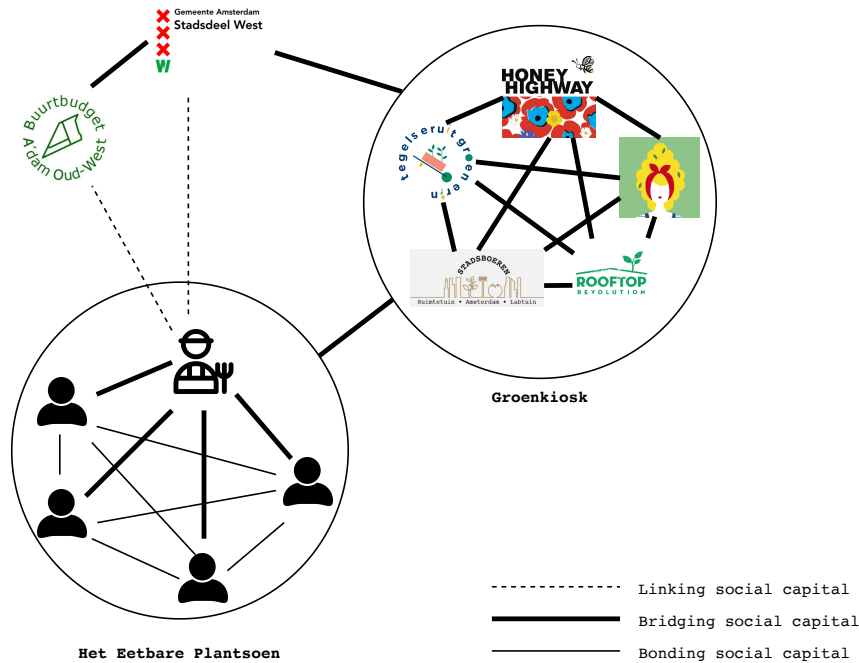 Gemeente Amsterdam
Stadsdeel West
W
Buurtbudget
A'dam Oud-West
HONEY
HIGHWAY
tegelseruitgroenerin
STADSBOEREN
Ruimtetuin • Amsterdam • Labtuin
ROOFTOP
REVOLUTION
Groenkiosk
Het Eetbare Plantsoen
Linking social capital
Bridging social capital
Bonding social capital